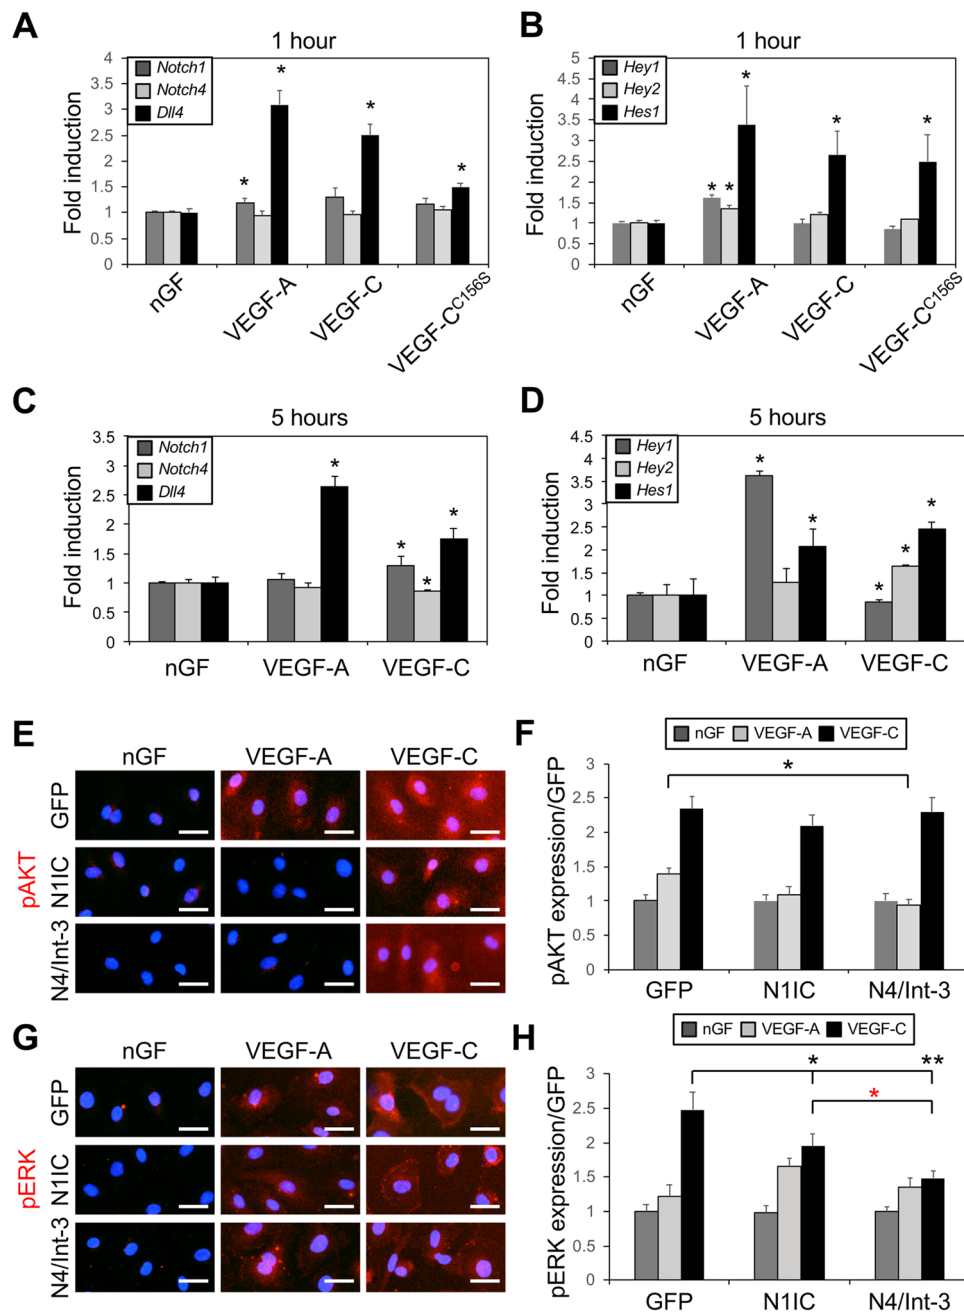 A
1 hour
Fold induction
4
3.5
3
2.5
2
1.5
1
0.5
Notch1
Notch4
Dll4
* * * *
nGF
VEGF-A
VEGF-C
VEGF-C^C156S
B
1 hour
Fold induction
5
4.5
4
3.5
3
2.5
2
1.5
1
0.5
0
Hey1
Hey2
Hes1
* * * * *
nGF
VEGF-A
VEGF-C
VEGF-C^C156S
C
5 hours
Fold induction
3.5
3
2.5
2
1.5
1
0.5
0
Notch1
Notch4
Dll4
* * * *
nGF VEGF-A VEGF-C
D
5 hours
Fold induction
4.5
4
3.5
3
2.5
2
1.5
1
0.5
0
Hey1
Hey2
Hes1
* * * * *
nGF VEGF-A VEGF-C
E
nGF VEGF-A VEGF-C
pAKT
GFP
N1IC
N4/Int-3
F
nGF VEGF-A VEGF-C
*
pAKT expression/GFP
3
2.5
2
1.5
1
0.5
0
GFP N1IC N4/Int-3
G
nGF VEGF-A VEGF-C
pERK
GFP
N1IC
N4/Int-3
H
nGF VEGF-A VEGF-C
* **
*
pERK expression/GFP
3
2.5
2
1.5
1
0.5
0
GFP N1IC N4/Int-3